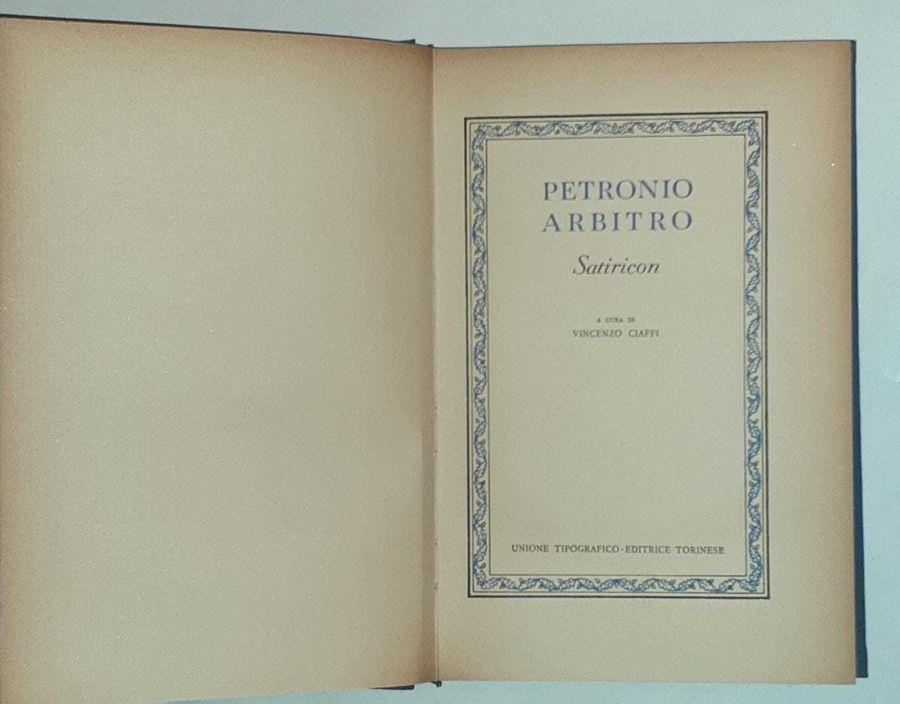 PETRONIO
ARBITRO
Satiricon
A CURA DI
VINCENZO CIAFFI
UNIONE TIPOGRAFICO-EDITRICE TORINESE